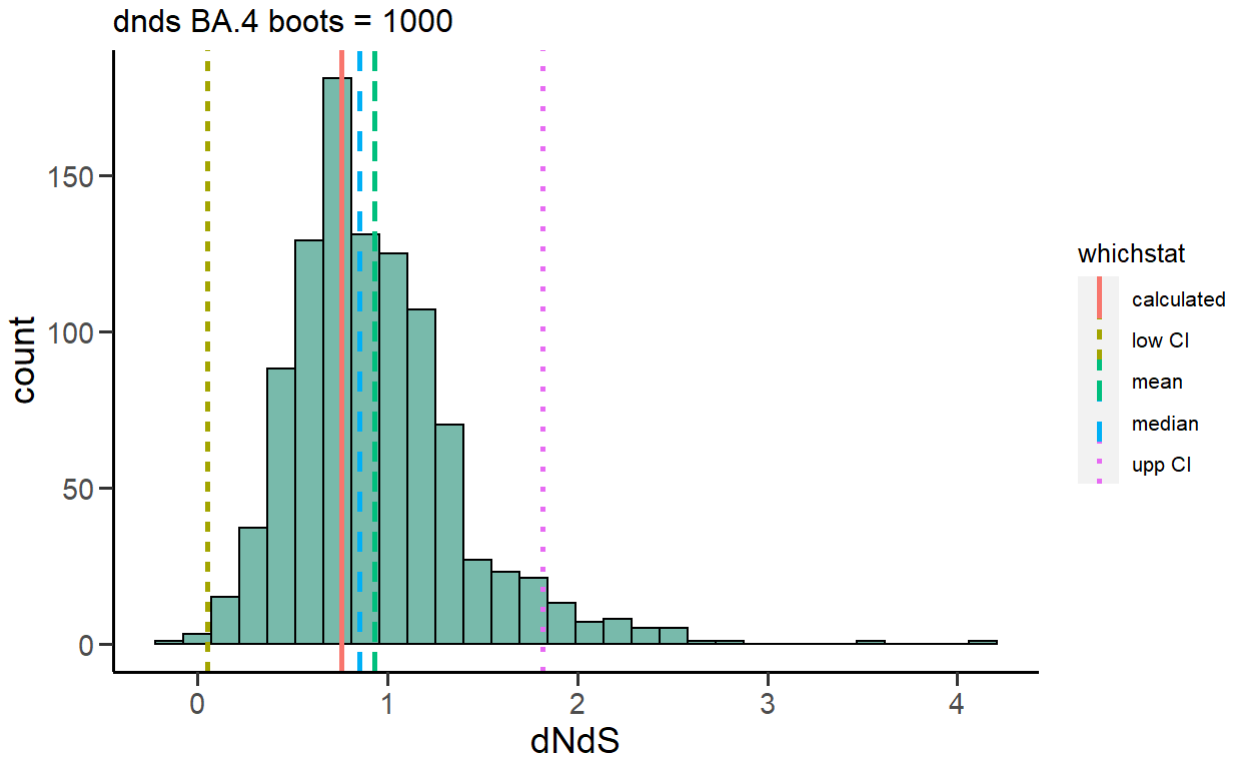 dnds BA.4 boots = 1000
count
150
100
50
0
0 1 2 3 4
dNdS
whichstat
calculated
low CI
mean
median
upp CI